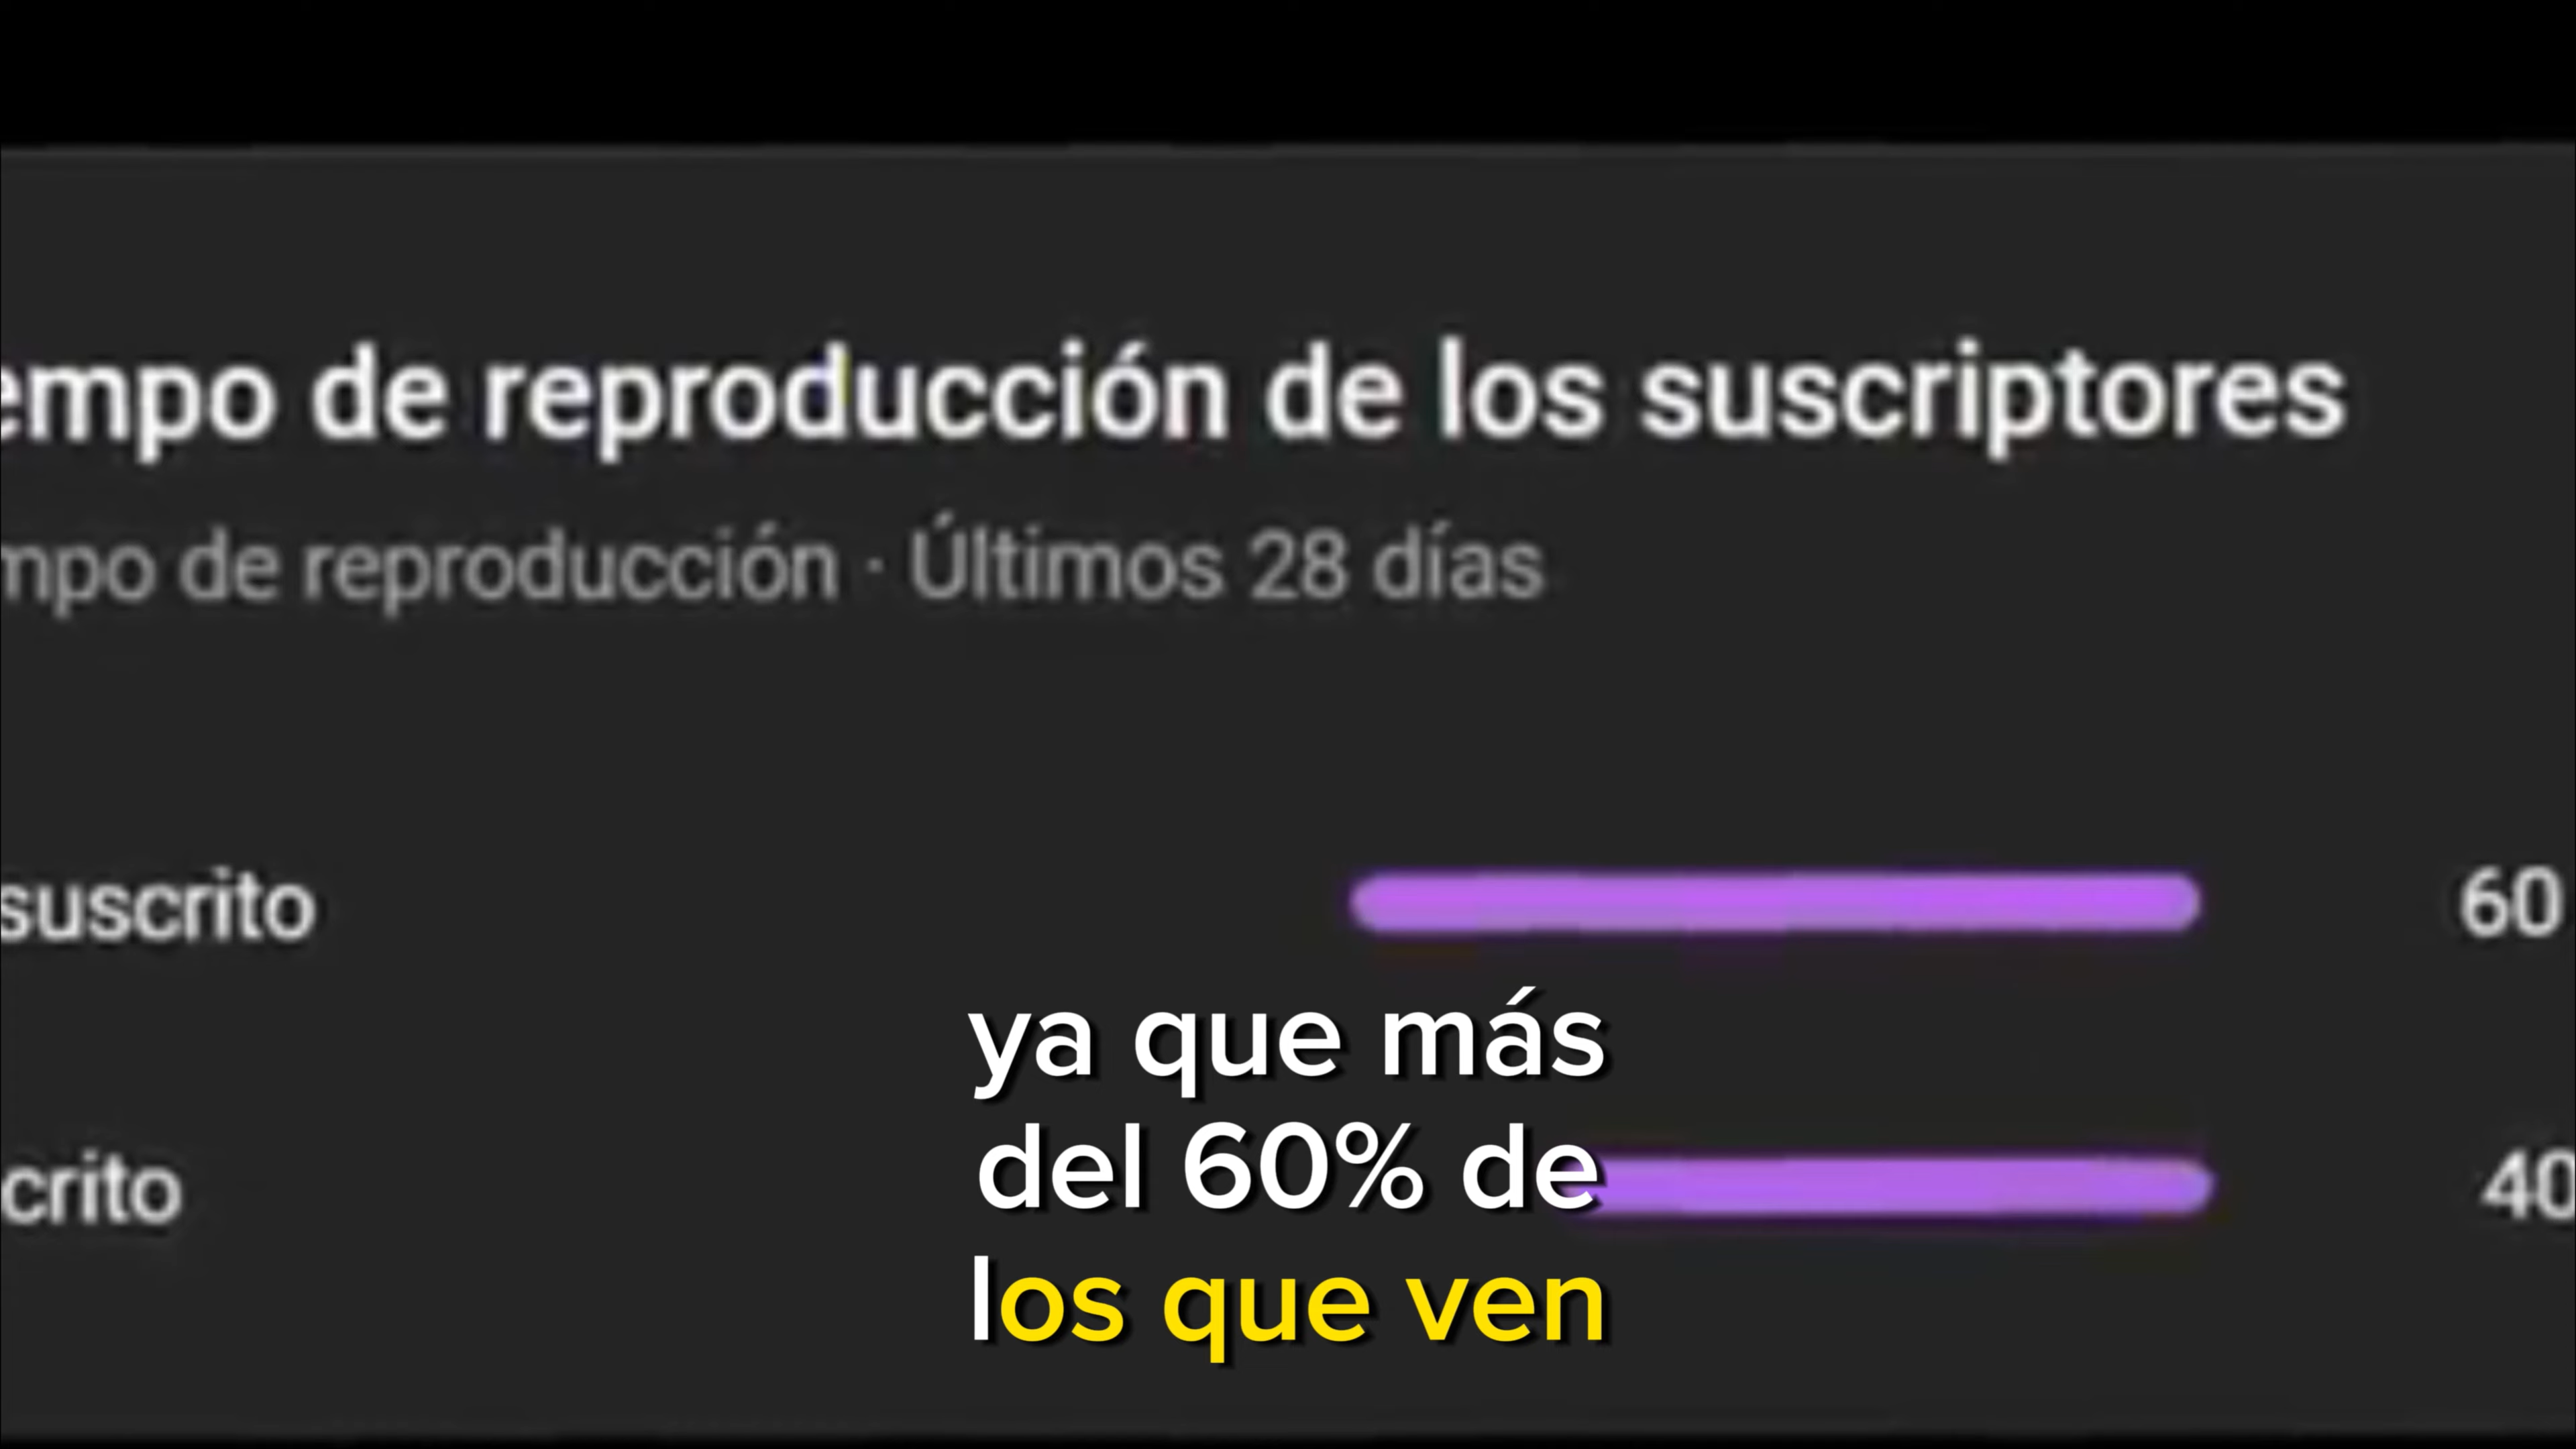 empo de reproducción de los suscriptores
mpo de reproducción · Últimos 28 días
suscrito 60
ya que más
del 60% de
crito 40
los que ven